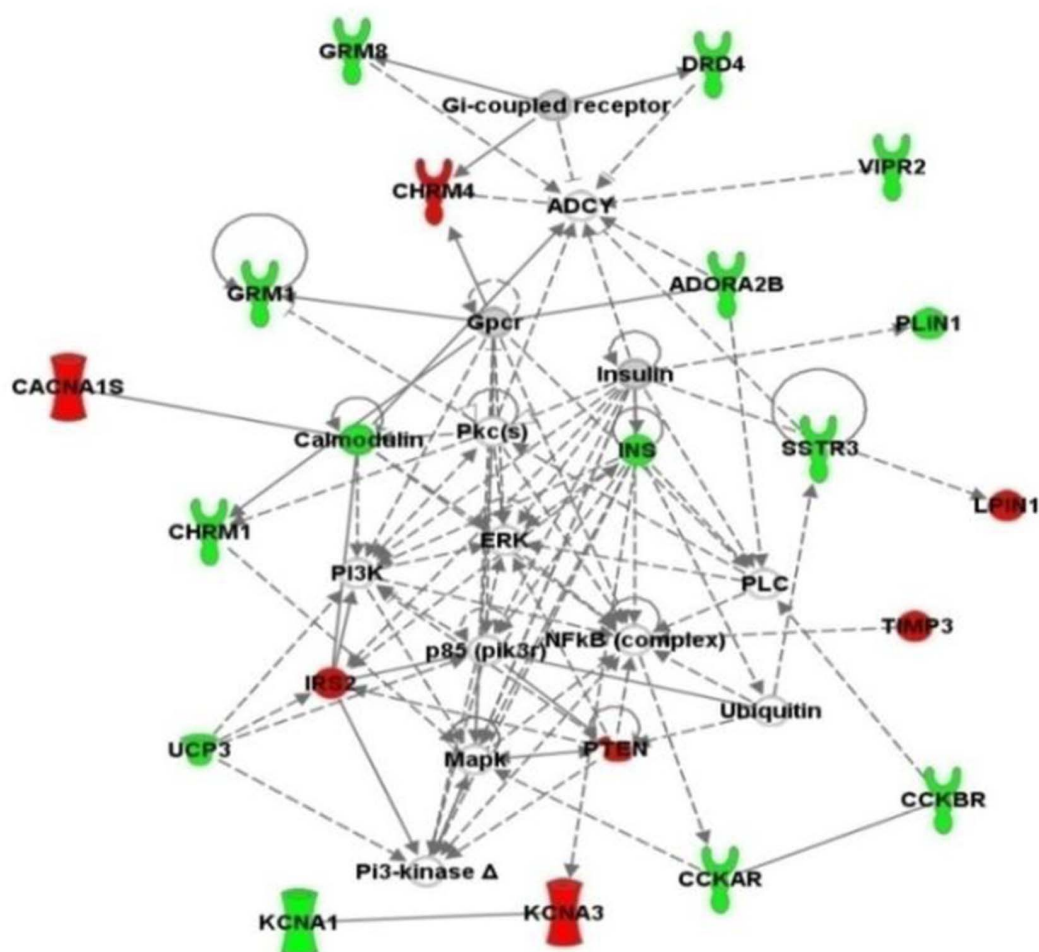 GRM8
DRD4
Gi-coupled receptor
VIPR2
CHRM4
ADCY
ADORA2B
GRM1
Gpcr
PLIN1
Insulin
CACNA1S
Calmodulin
Pkc(s)
INS
SSTR3
LPIN1
CHRM1
ERK
PI3K
PLC
TIMP3
NFkB (complex)
p85 (pik3r)
IRS2
Ubiquitin
UCP3
PTEN
Mapk
CCKBR
Pi3-kinase Δ
CCKAR
KCNA1
KCNA3